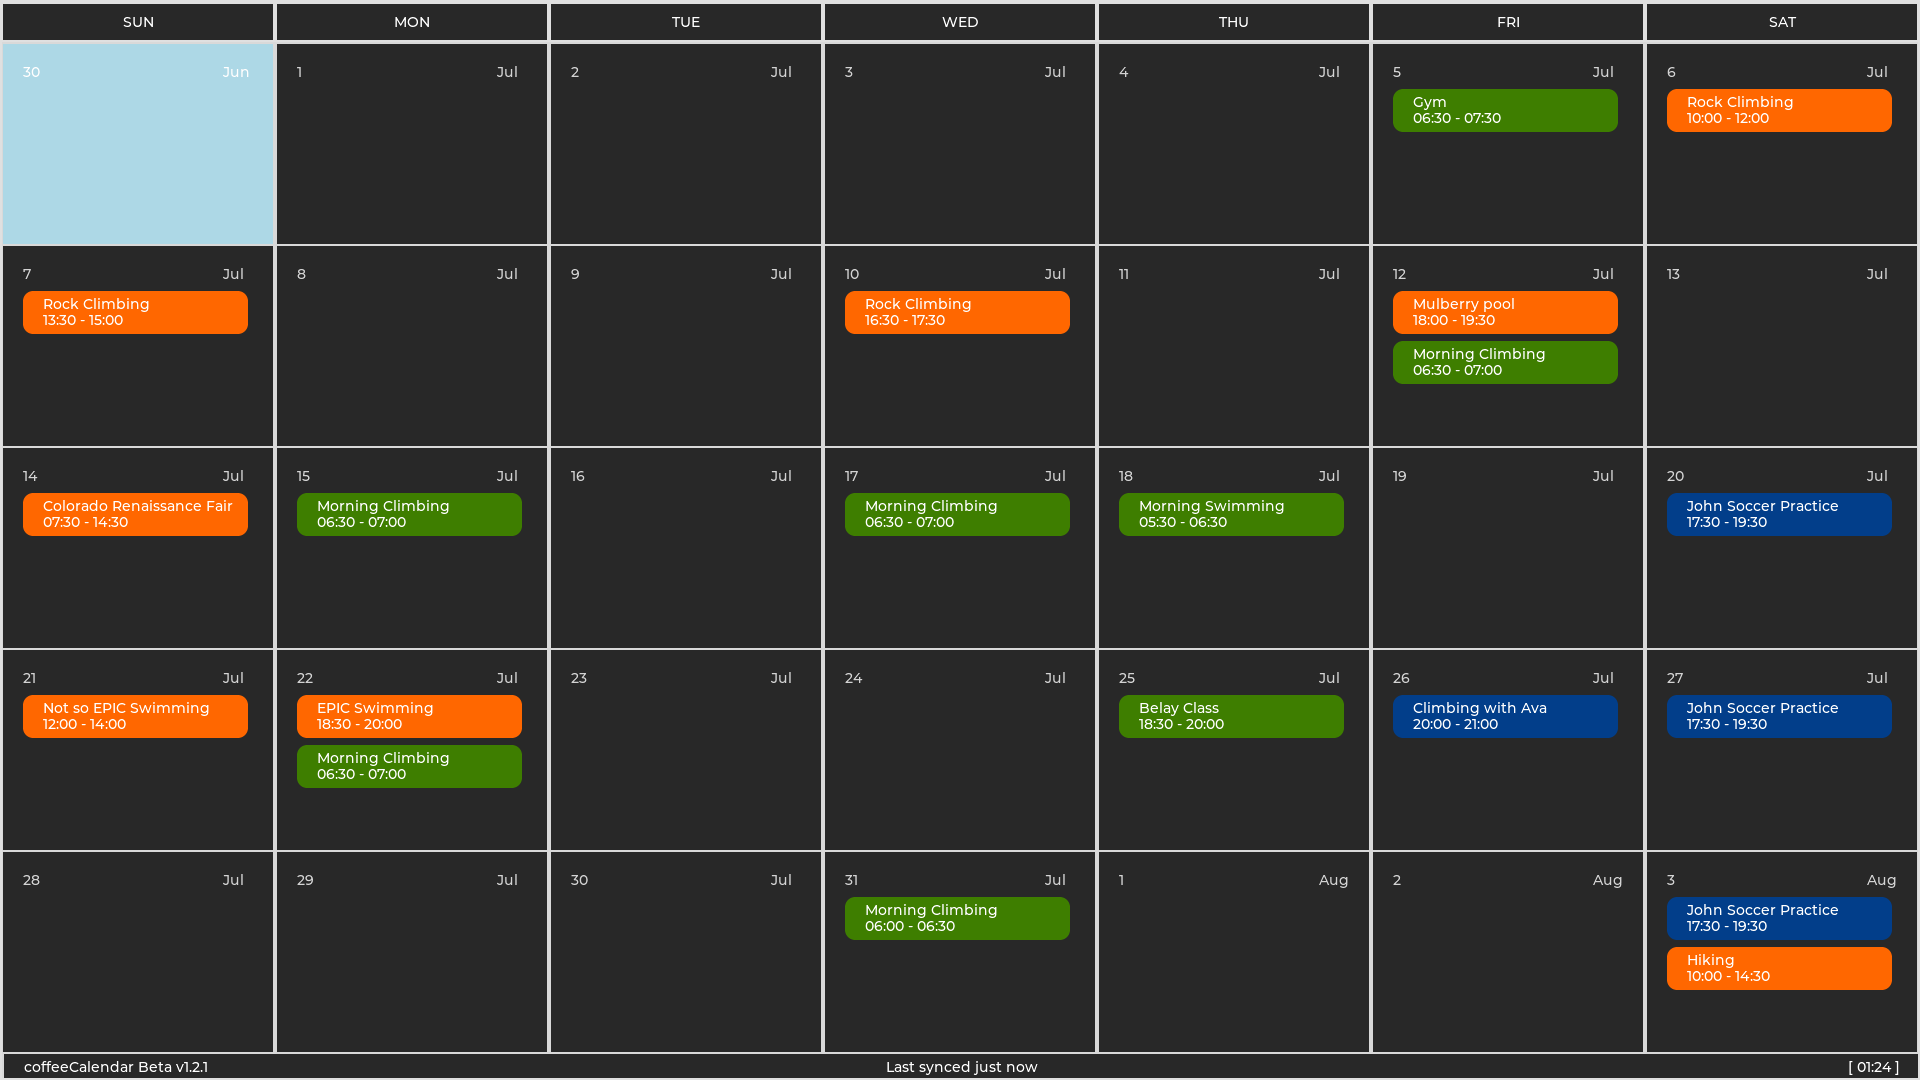 SUN MON TUE WED THU FRI SAT
30 Jun 1 Jul 2 Jul 3 Jul 4 Jul 5 Jul 6 Jul
Gym
06:30 - 07:30
Rock Climbing
10:00 - 12:00
7 Jul 8 Jul 9 Jul 10 Jul 11 Jul 12 Jul 13 Jul
Rock Climbing
13:30 - 15:00
Rock Climbing
16:30 - 17:30
Mulberry pool
18:00 - 19:30
Morning Climbing
06:30 - 07:00
14 Jul 15 Jul 16 Jul 17 Jul 18 Jul 19 Jul 20 Jul
Colorado Renaissance Fair
07:30 - 14:30
Morning Climbing
06:30 - 07:00
Morning Climbing
06:30 - 07:00
Morning Swimming
05:30 - 06:30
John Soccer Practice
17:30 - 19:30
21 Jul 22 Jul 23 Jul 24 Jul 25 Jul 26 Jul 27 Jul
Not so EPIC Swimming
12:00 - 14:00
EPIC Swimming
18:30 - 20:00
Morning Climbing
06:30 - 07:00
Belay Class
18:30 - 20:00
Climbing with Ava
20:00 - 21:00
John Soccer Practice
17:30 - 19:30
28 Jul 29 Jul 30 Jul 31 Jul 1 Aug 2 Aug 3 Aug
Morning Climbing
06:00 - 06:30
John Soccer Practice
17:30 - 19:30
Hiking
10:00 - 14:30
coffeeCalendar Beta v1.2.1 Last synced just now [ 01:24 ]